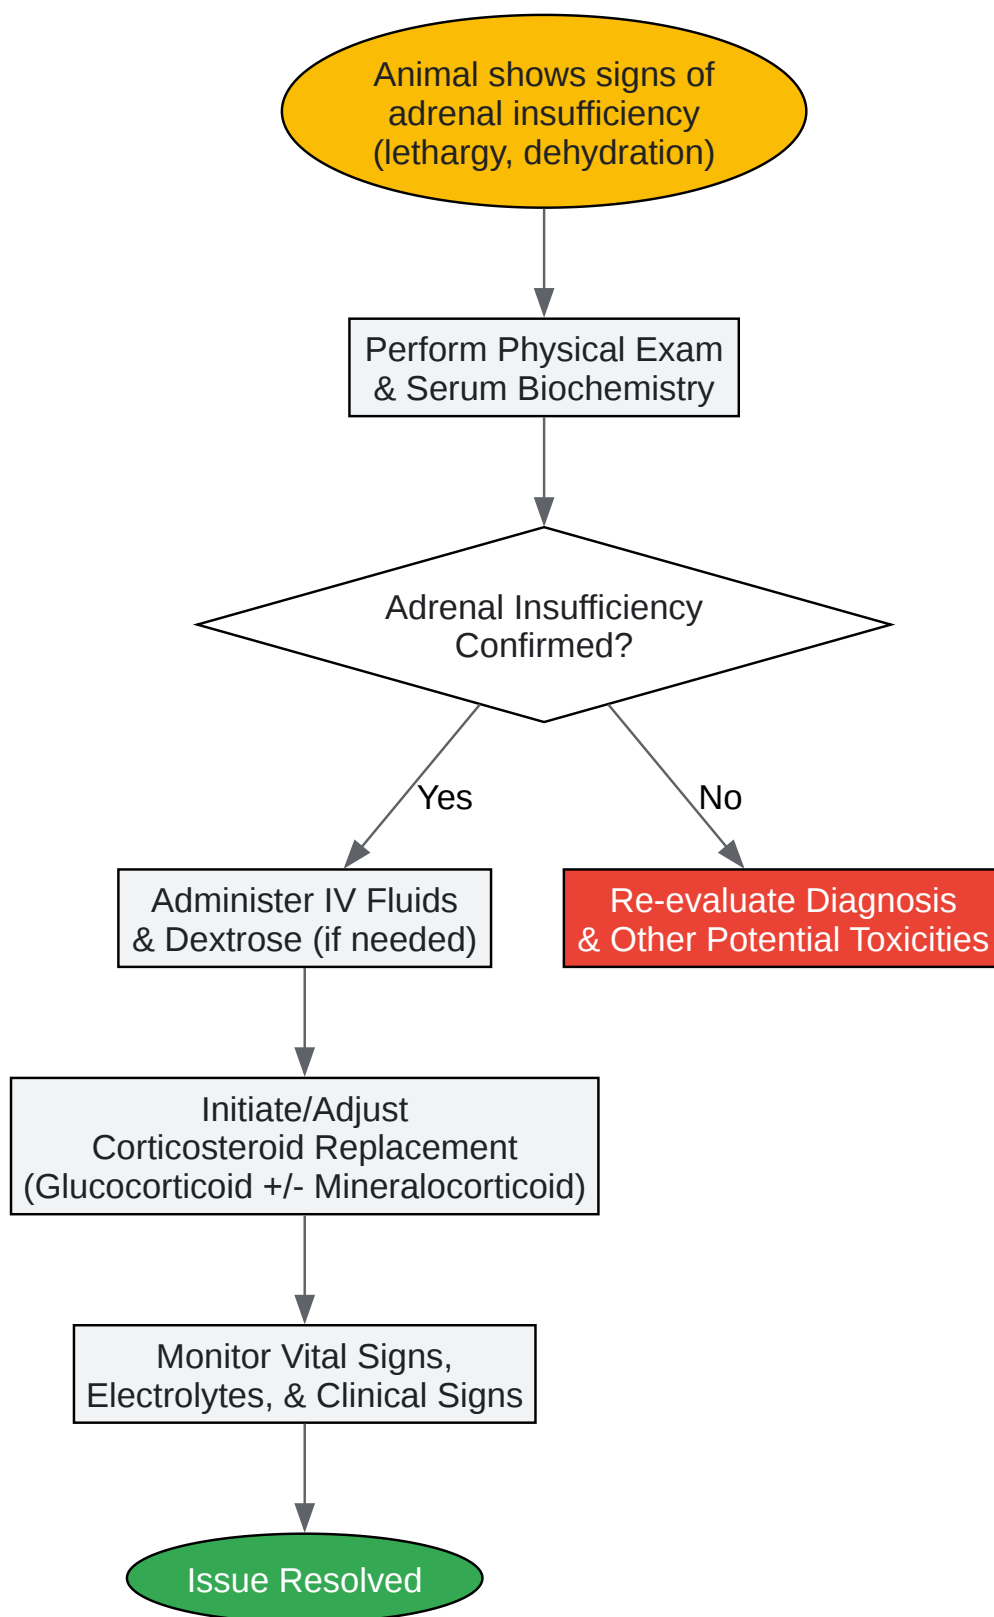 Animal shows signs of
adrenal insufficiency
(lethargy, dehydration)
Perform Physical Exam
& Serum Biochemistry
Adrenal Insufficiency
Confirmed?
Yes
No
Administer IV Fluids
& Dextrose (if needed)
Re-evaluate Diagnosis
& Other Potential Toxicities
Initiate/Adjust
Corticosteroid Replacement
(Glucocorticoid +/- Mineralocorticoid)
Monitor Vital Signs,
Electrolytes, & Clinical Signs
Issue Resolved